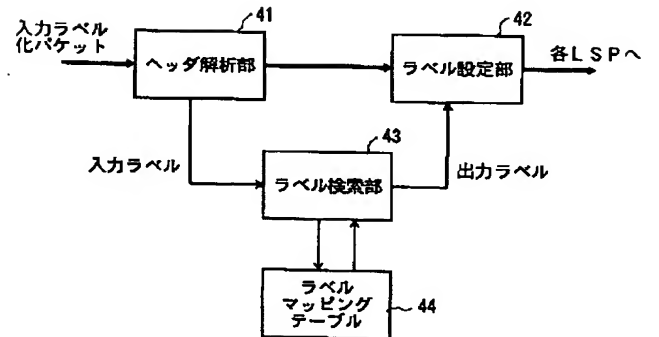 入力ラベル
化パケット
41
ヘッダ解析部
42
ラベル設定部
各LSPへ
入力ラベル
43
ラベル検索部
出力ラベル
ラベル
マッピング
テーブル
44